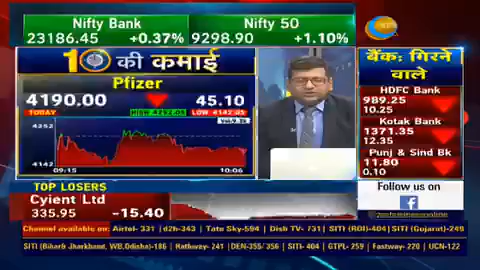 Nifty Bank
23186.45 +0.37%
Nifty 50
9298.90 +1.10%
10 की कमाई
Pfizer
4190.00 45.10
TODAY HIGH 4292.05 LOW 4142.05
4352
4142
09:15 10:06
बैंक: गिरने
वाले
HDFC Bank
989.25
10.25
Kotak Bank
1371.35
12.35
Punj & Sind Bk
11.80
0.10
TOP LOSERS
Cyient Ltd
335.95 -15.40
Follow us on
Channel available on: Airtel- 331 | d2h-343 | Tata Sky-594 | Dish TV- 731| SITI (ROI)-404| SITI (Gujarat)-249
SITI (Bihar& Jharkhand, WB,Odisha)-186 | Hathway- 241 | DEN-355/ 356 | SITI- 404 | GTPL- 259 | Fastway- 220 | UCN-122